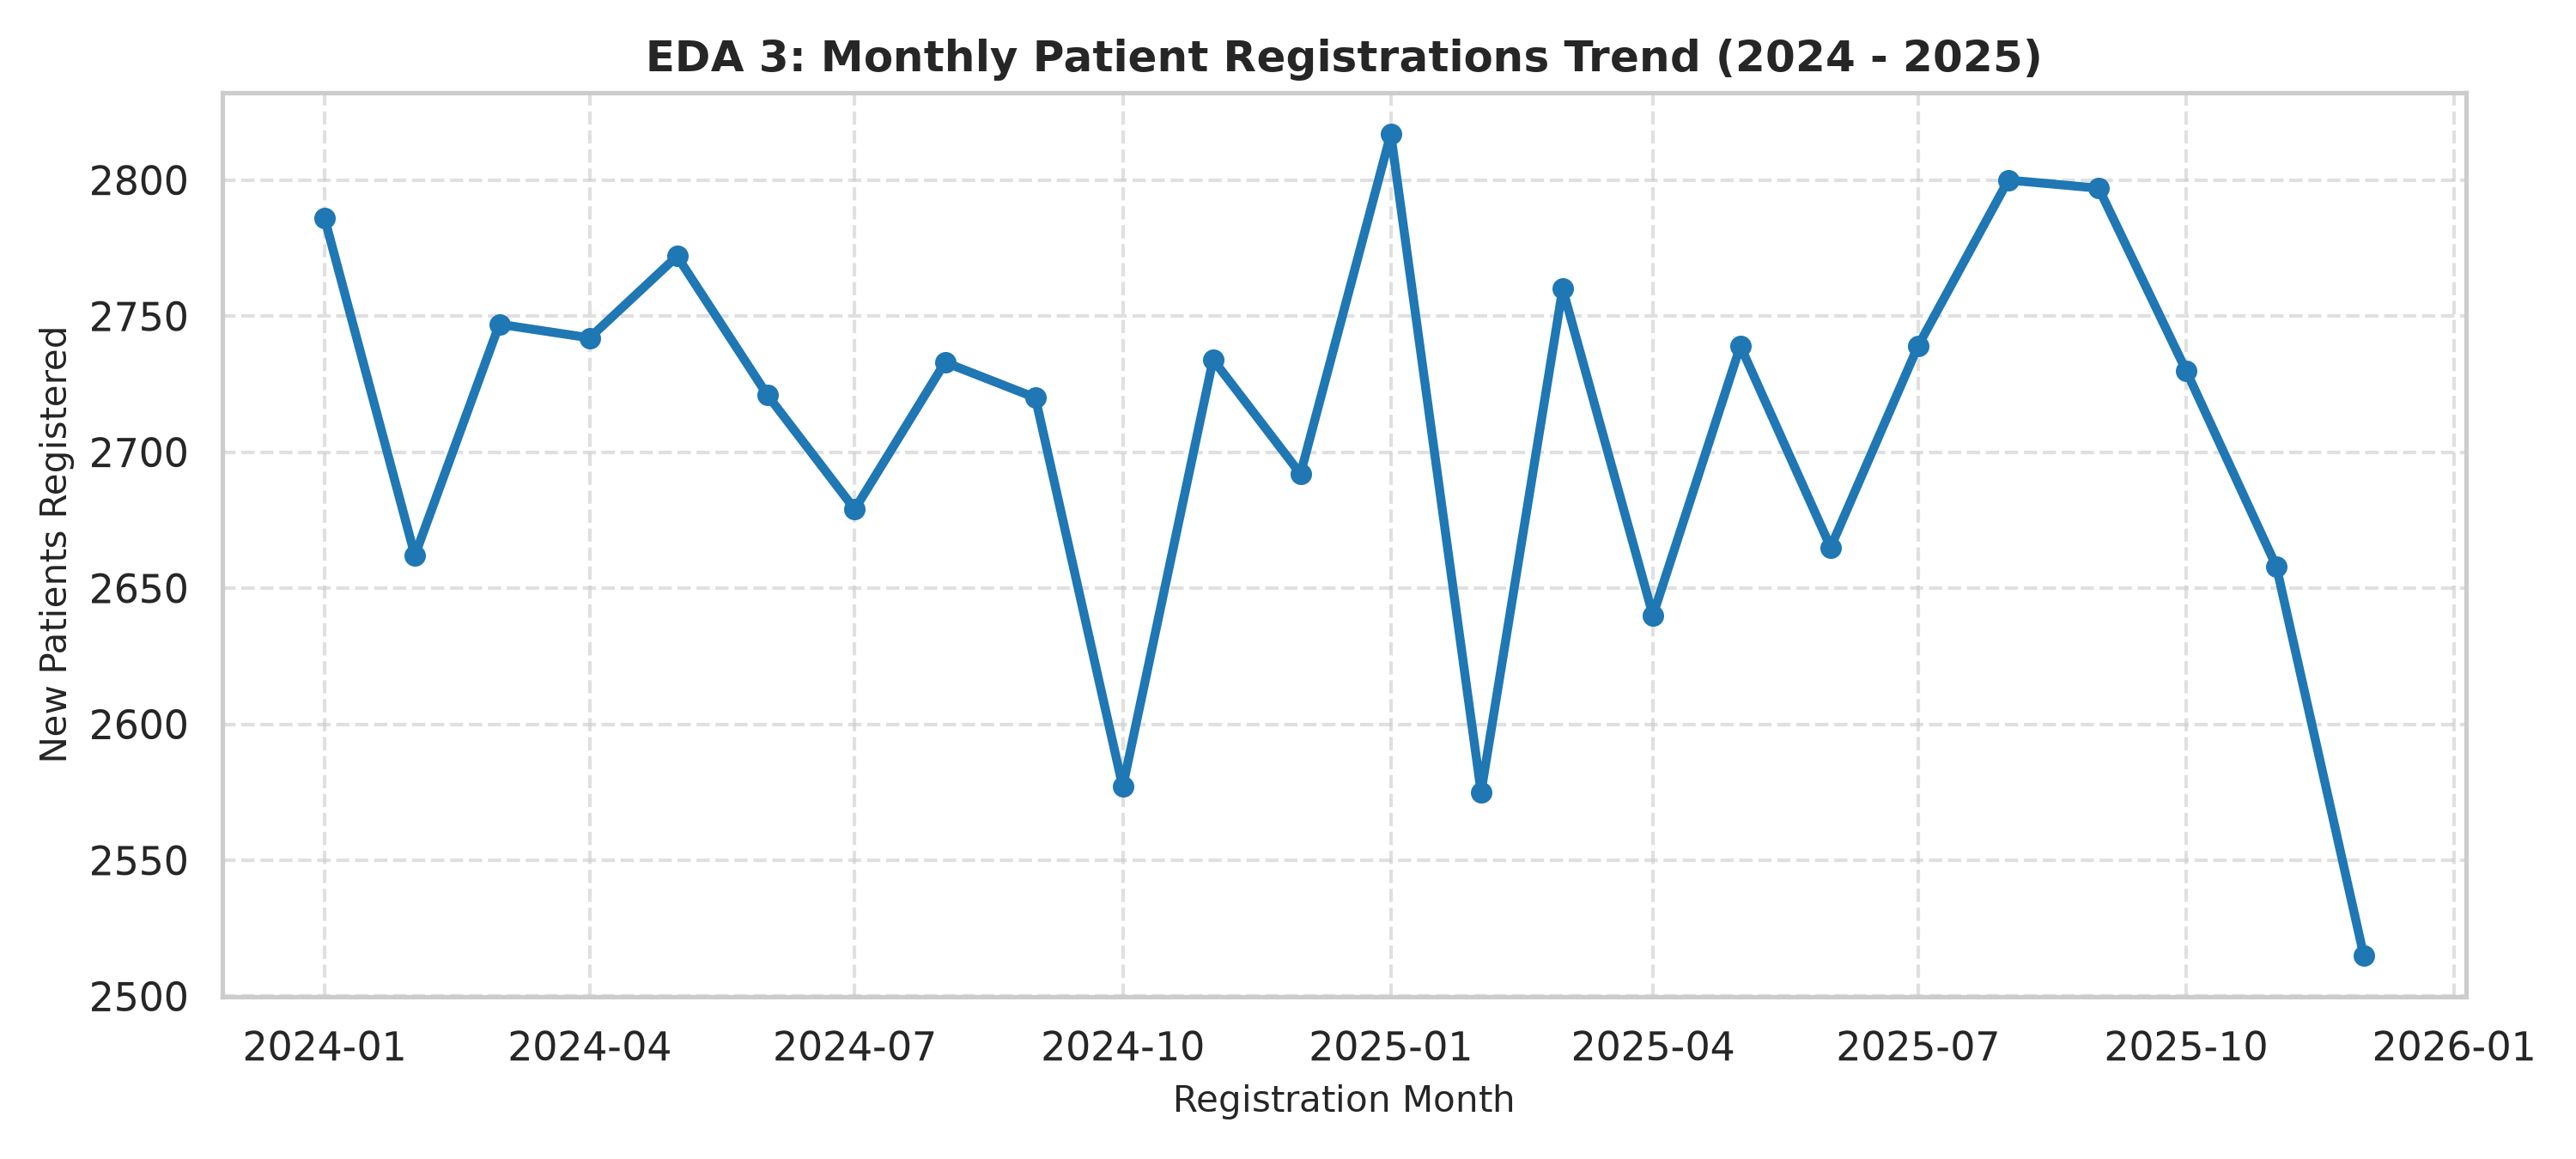 EDA 3: Monthly Patient Registrations Trend (2024 - 2025)
New Patients Registered
2800
2750
2700
2650
2600
2550
2500
2024-01 2024-04 2024-07 2024-10 2025-01 2025-04 2025-07 2025-10 2026-01
Registration Month